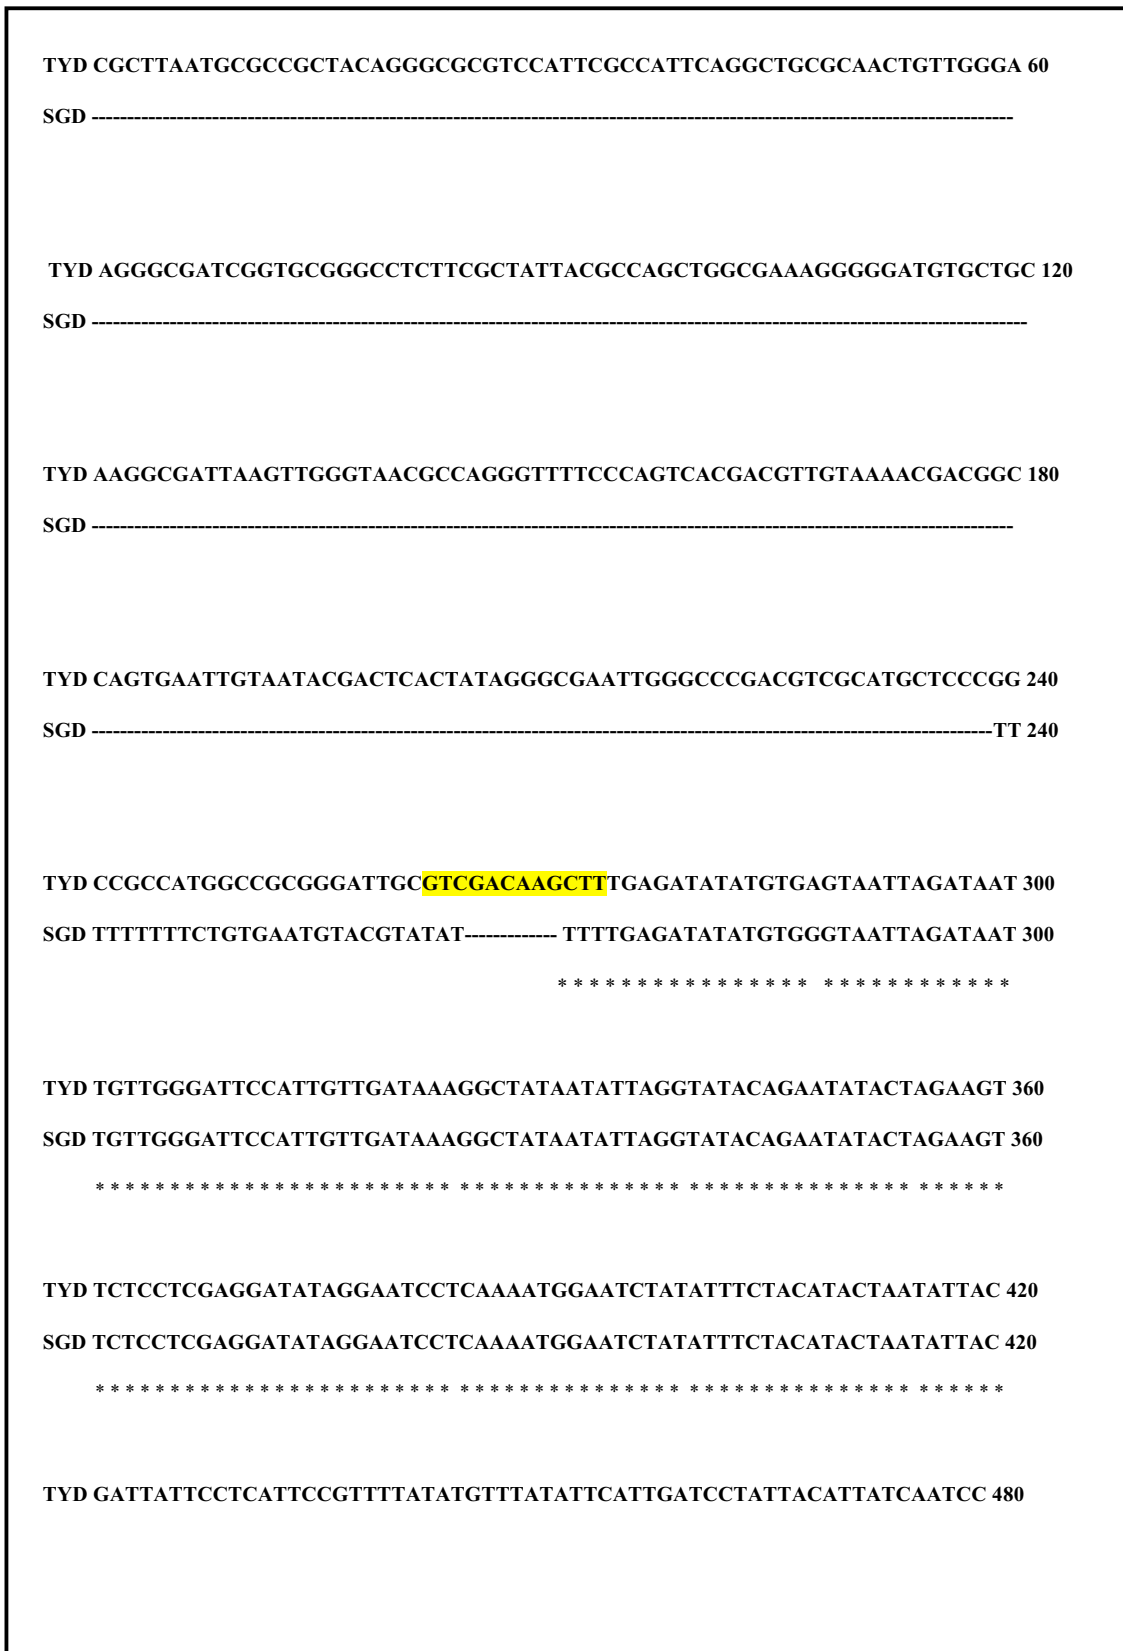 TYD CGCTTAATGCGCCGCTACAGGGCGCGTCCATTCGCCATTCAGGCTGCGCAACTGTTGGGA 60
SGD -----------------------------------------------------------------------------------------------------------------------------------
TYD AGGGCGATCGGTGCGGGCCTCTTCGCTATTACGCCAGCTGGCGAAAGGGGGATGTGCTGC 120
SGD -------------------------------------------------------------------------------------------------------------------------------------
TYD AAGGCGATTAAGTTGGGTAACGCCAGGGTTTTCCCAGTCACGACGTTGTAAAACGACGGC 180
SGD -----------------------------------------------------------------------------------------------------------------------------------
TYD CAGTGAATTGTAATACGACTCACTATAGGGCGAATTGGGCCCGACGTCGCATGCTCCCGG 240
SGD --------------------------------------------------------------------------------------------------------------------------------TT 240
TYD CCGCCATGGCCGCGGGATTGCGTCGACAAGCTTTGAGATATATGTGAGTAATTAGATAAT 300
SGD TTTTTTTCTGTGAATGTACGTATAT------------- TTTTGAGATATATGTGGGTAATTAGATAAT 300
* * * * * * * * * * * * * * * * * * * * * * * * * * * *
TYD TGTTGGGATTCCATTGTTGATAAAGGCTATAATATTAGGTATACAGAATATACTAGAAGT 360
SGD TGTTGGGATTCCATTGTTGATAAAGGCTATAATATTAGGTATACAGAATATACTAGAAGT 360
* * * * * * * * * * * * * * * * * * * * * * * * * * * * * * * * * * * * * * * * * * * * * * * * * * * * * * * * * * * *
TYD TCTCCTCGAGGATATAGGAATCCTCAAAATGGAATCTATATTTCTACATACTAATATTAC 420
SGD TCTCCTCGAGGATATAGGAATCCTCAAAATGGAATCTATATTTCTACATACTAATATTAC 420
* * * * * * * * * * * * * * * * * * * * * * * * * * * * * * * * * * * * * * * * * * * * * * * * * * * * * * * * * * * *
TYD GATTATTCCTCATTCCGTTTTATATGTTTATATTCATTGATCCTATTACATTATCAATCC 480